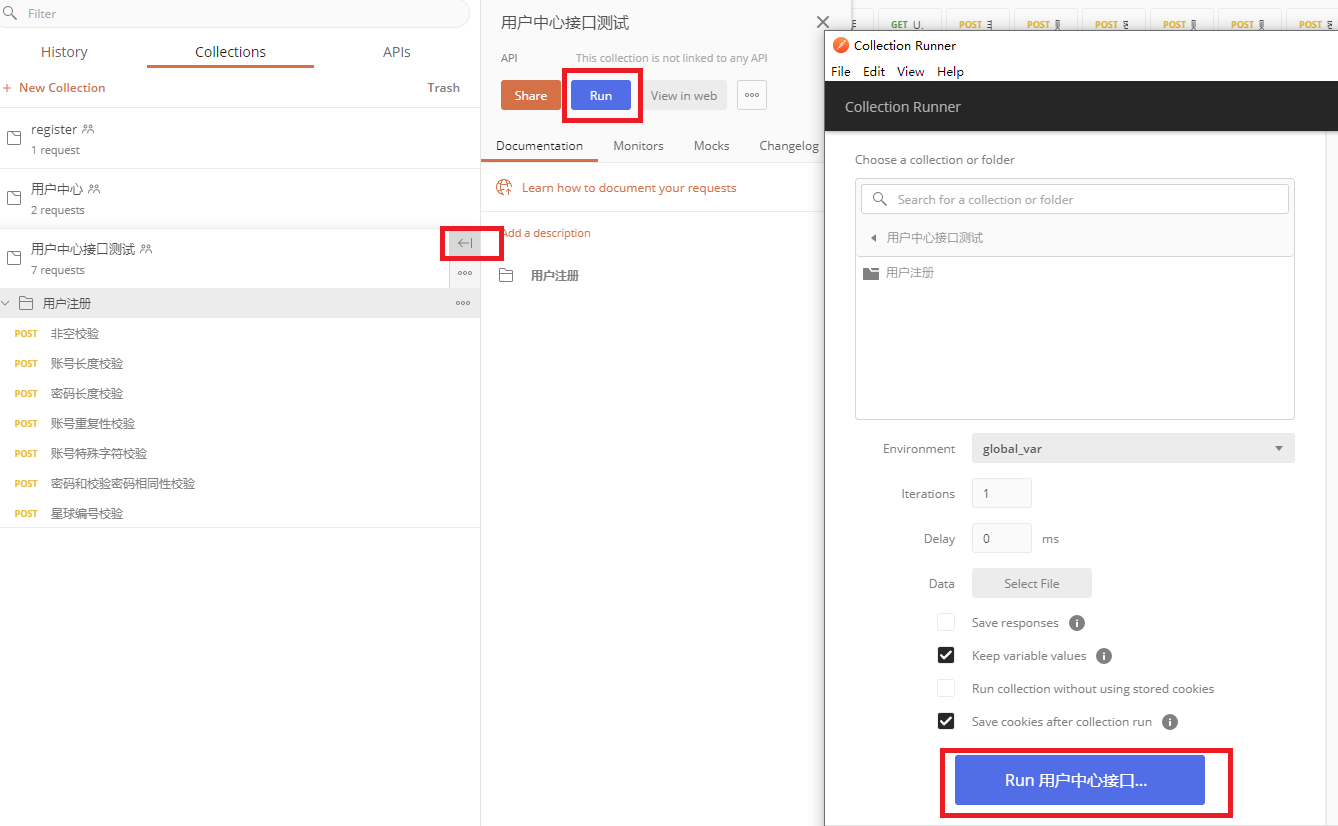 Filter
History Collections APIs
+ New Collection Trash
register
1 request
用户中心
2 requests
用户中心接口测试
7 requests
用户注册
POST 非空校验
POST 账号长度校验
POST 密码长度校验
POST 账号重复性校验
POST 账号特殊字符校验
POST 密码和校验密码相同性校验
POST 星球编号校验
用户中心接口测试
API This collection is not linked to any API
Share Run View in web
Documentation Monitors Mocks Changelog
Learn how to document your requests
Add a description
用户注册
GET U. POST POST POST POST POST POST
Collection Runner
File Edit View Help
Collection Runner
Choose a collection or folder
Search for a collection or folder
用户中心接口测试
用户注册
Environment global_var
Iterations 1
Delay 0 ms
Data Select File
Save responses
Keep variable values
Run collection without using stored cookies
Save cookies after collection run
Run 用户中心接口...